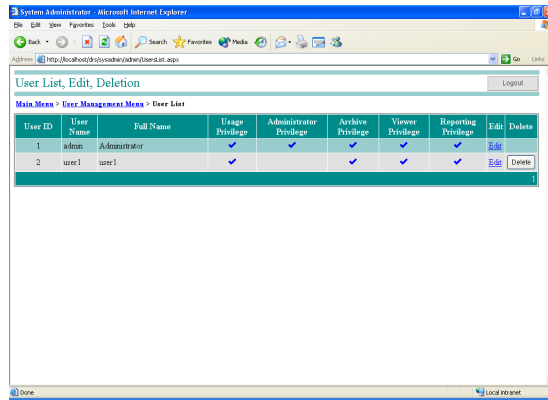 System Administrator - Microsoft Internet Explorer
File Edit View Favorites Tools Help
Back Search Favorites Media
Address http://localhost/drs/sysadmin/admin/UsersList.aspx Go Links
User List, Edit, Deletion Logout
Main Menu > User Management Menu > User List
User ID User Name Full Name Usage Privilege Administrator Privilege Archive Privilege Viewer Privilege Reporting Privilege Edit Delete
1 admin Administrator Edit
2 user1 user1 Edit Delete
1
Done Local intranet